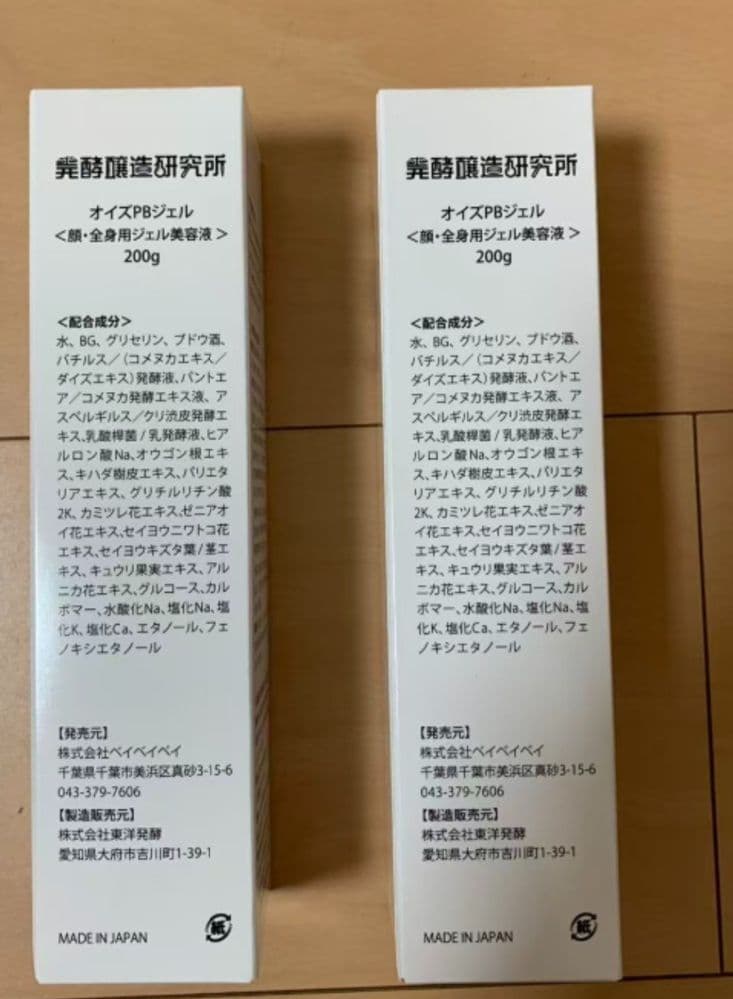 発酵醸造研究所
オイズPBジェル
＜顔・全身用ジェル美容液＞
200g
＜配合成分＞
水、BG、グリセリン、ブドウ酒、
バチルス／（コメヌカエキス／
ダイズエキス）発酵液、パントエ
ア／コメヌカ発酵エキス液、ア
スペルギルス／クリ渋皮発酵エ
キス、乳酸桿菌/乳発酵液、ヒア
ルロン酸Na、オウゴン根エキ
ス、キハダ樹皮エキス、パリエタ
リアエキス、グリチルリチン酸
2K、カミツレ花エキス、ゼニアオ
イ花エキス、セイヨウニワトコ花
エキス、セイヨウキズタ葉/茎エ
キス、キュウリ果実エキス、アル
ニカ花エキス、グルコース、カル
ボマー、水酸化Na、塩化Na、塩
化K、塩化Ca、エタノール、フェ
ノキシエタノール
【発売元】
株式会社ベイベイベイ
千葉県千葉市美浜区真砂3-15-6
043-379-7606
【製造販売元】
株式会社東洋発酵
愛知県大府市吉川町1-39-1
MADE IN JAPAN
紙
発酵醸造研究所
オイズPBジェル
＜顔・全身用ジェル美容液＞
200g
＜配合成分＞
水、BG、グリセリン、ブドウ酒、
バチルス／（コメヌカエキス／
ダイズエキス）発酵液、パントエ
ア／コメヌカ発酵エキス液、ア
スペルギルス／クリ渋皮発酵エ
キス、乳酸桿菌/乳発酵液、ヒア
ルロン酸Na、オウゴン根エキ
ス、キハダ樹皮エキス、パリエタ
リアエキス、グリチルリチン酸
2K、カミツレ花エキス、ゼニアオ
イ花エキス、セイヨウニワトコ花
エキス、セイヨウキズタ葉/茎エ
キス、キュウリ果実エキス、アル
ニカ花エキス、グルコース、カル
ボマー、水酸化Na、塩化Na、塩
化K、塩化Ca、エタノール、フェ
ノキシエタノール
【発売元】
株式会社ベイベイベイ
千葉県千葉市美浜区真砂3-15-6
043-379-7606
【製造販売元】
株式会社東洋発酵
愛知県大府市吉川町1-39-1
MADE IN JAPAN
紙